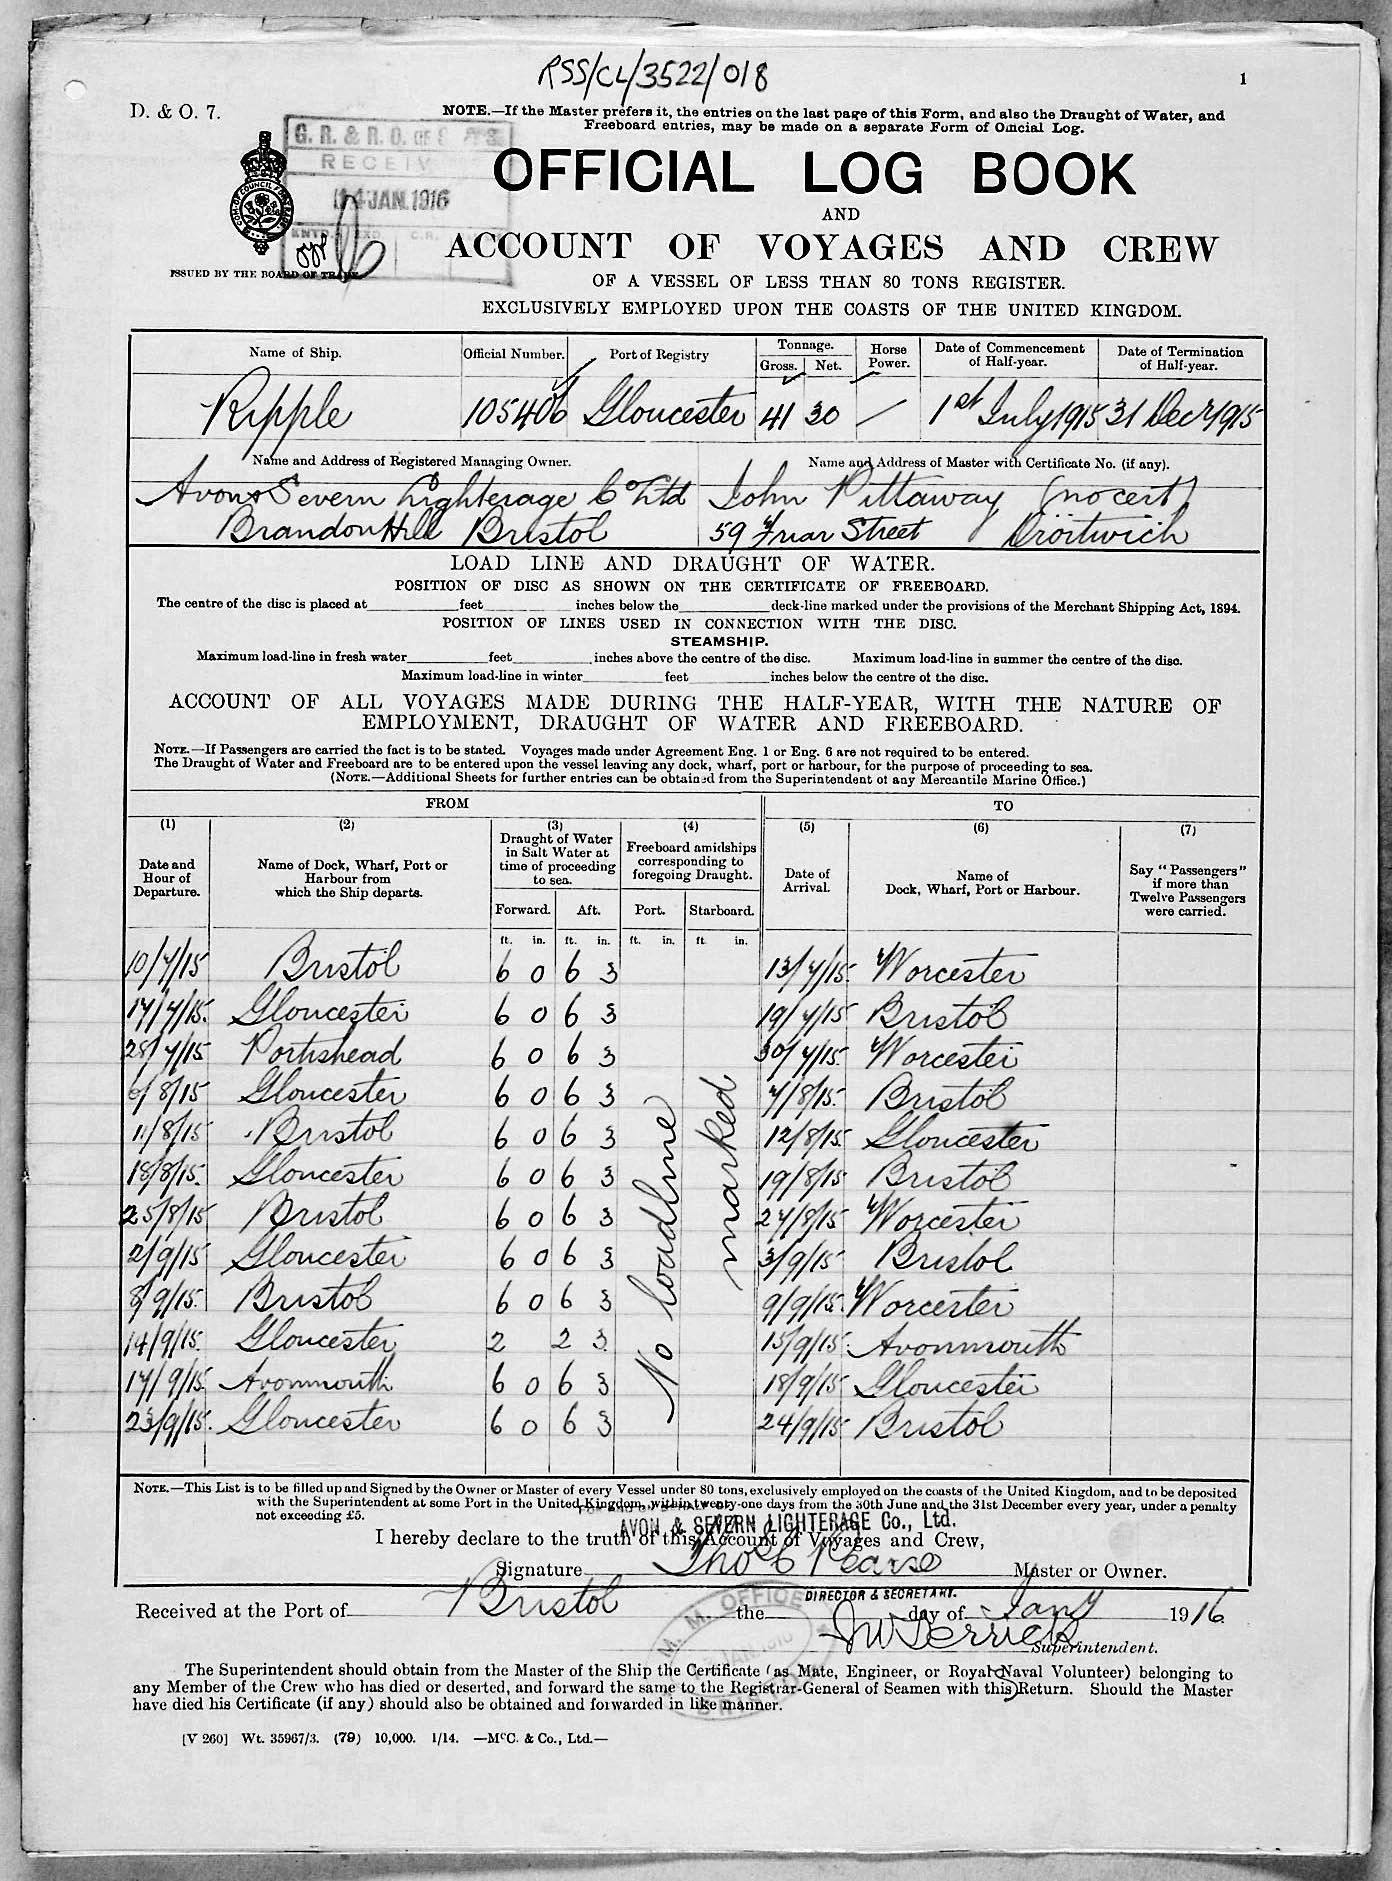 RSS/CL/3522/018
1
D. & O. 7.
NOTE.—If the Master prefers it, the entries on the last page of this Form, and also the Draught of Water, and
Freeboard entries, may be made on a separate Form of Official Log.
G. R. & R. O. OF S
RECEIV
14 JAN. 1916
OFFICIAL LOG BOOK
AND
ACCOUNT OF VOYAGES AND CREW
ISSUED BY THE BOARD OF TRADE.
OF A VESSEL OF LESS THAN 80 TONS REGISTER.
EXCLUSIVELY EMPLOYED UPON THE COASTS OF THE UNITED KINGDOM.
Name of Ship. Official Number. Port of Registry Tonnage. Gross. Net. Horse Power. Date of Commencement of Half-year. Date of Termination of Half-year.
Ripple 105406 Gloucester 41 30 / 1st July 1915 31 Decr 1915
Name and Address of Registered Managing Owner. Name and Address of Master with Certificate No. (if any).
Avon & Severn Lighterage Co Ltd John Pittaway (no cert)
Brandon Hill Bristol 59 Friar Street Droitwich
LOAD LINE AND DRAUGHT OF WATER.
POSITION OF DISC AS SHOWN ON THE CERTIFICATE OF FREEBOARD.
The centre of the disc is placed at feet inches below the deck-line marked under the provisions of the Merchant Shipping Act, 1894.
POSITION OF LINES USED IN CONNECTION WITH THE DISC.
STEAMSHIP.
Maximum load-line in fresh water feet inches above the centre of the disc. Maximum load-line in summer the centre of the disc.
Maximum load-line in winter feet inches below the centre of the disc.
ACCOUNT OF ALL VOYAGES MADE DURING THE HALF-YEAR, WITH THE NATURE OF
EMPLOYMENT, DRAUGHT OF WATER AND FREEBOARD.
NOTE.—If Passengers are carried the fact is to be stated. Voyages made under Agreement Eng. 1 or Eng. 6 are not required to be entered.
The Draught of Water and Freeboard are to be entered upon the vessel leaving any dock, wharf, port or harbour, for the purpose of proceeding to sea.
(NOTE.—Additional Sheets for further entries can be obtained from the Superintendent of any Mercantile Marine Office.)
FROM TO
(1) (2) (3) (4) (5) (6) (7)
Date and Hour of Departure. Name of Dock, Wharf, Port or Harbour from which the Ship departs. Draught of Water in Salt Water at time of proceeding to sea. Freeboard amidships corresponding to foregoing Draught. Date of Arrival. Name of Dock, Wharf, Port or Harbour. Say "Passengers" if more than Twelve Passengers were carried.
Forward. Aft. Port. Starboard.
ft. in. ft. in. ft. in. ft. in.
10/7/15 Bristol 6 0 6 3 13/7/15. Worcester
17/7/15. Gloucester 6 0 6 3 19/7/15 Bristol
28/7/15 Portishead 6 0 6 3 30/7/15. Worcester
6/8/15 Gloucester 6 0 6 3 7/8/15. Bristol
11/8/15 Bristol 6 0 6 3 12/8/15. Gloucester
18/8/15. Gloucester 6 0 6 3 19/8/15 Bristol
25/8/15 Bristol 6 0 6 3 27/8/15 Worcester
2/9/15 Gloucester 6 0 6 3 3/9/15 Bristol
8/9/15. Bristol 6 0 6 3 9/9/15. Worcester
14/9/15. Gloucester 2 2 3 15/9/15. Avonmouth
17/9/15. Avonmouth 6 0 6 3 18/9/15 Gloucester
23/9/15. Gloucester 6 0 6 3 24/9/15 Bristol
No loadline
marked
NOTE.—This List is to be filled up and Signed by the Owner or Master of every Vessel under 80 tons, exclusively employed on the coasts of the United Kingdom, and to be deposited
with the Superintendent at some Port in the United Kingdom, within twenty-one days from the 30th June and the 31st December every year, under a penalty
not exceeding £5.
FOR AND ON BEHALF OF
AVON & SEVERN LIGHTERAGE Co., Ltd.
I hereby declare to the truth of this Account of Voyages and Crew,
Signature Thos C Pearse Master or Owner.
DIRECTOR & SECRETARY.
Received at the Port of Bristol the day of Jany 1916.
Superintendent.
M. M. OFFICE
BRISTOL
The Superintendent should obtain from the Master of the Ship the Certificate (as Mate, Engineer, or Royal Naval Volunteer) belonging to
any Member of the Crew who has died or deserted, and forward the same to the Registrar-General of Seamen with this Return. Should the Master
have died his Certificate (if any) should also be obtained and forwarded in like manner.
[V 260] Wt. 35967/3. (79) 10,000. 1/14. —McC. & Co., Ltd.—